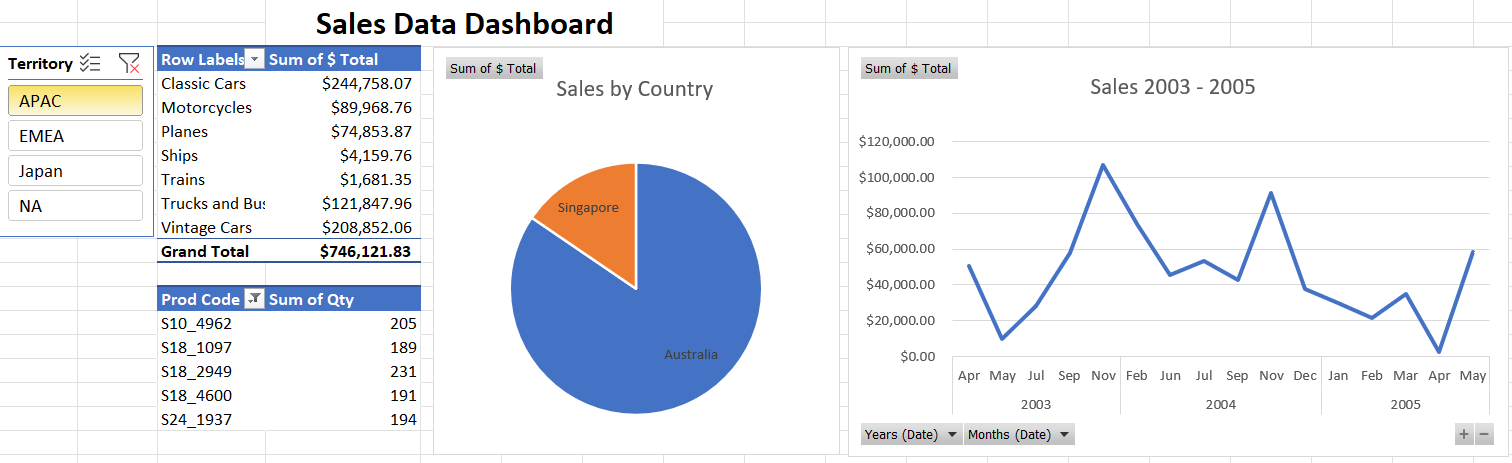 Sales Data Dashboard
Territory
APAC
EMEA
Japan
NA
Row Labels Sum of $ Total
Classic Cars $244,758.07
Motorcycles $89,968.76
Planes $74,853.87
Ships $4,159.76
Trains $1,681.35
Trucks and Bus $121,847.96
Vintage Cars $208,852.06
Grand Total $746,121.83
Prod Code Sum of Qty
S10_4962 205
S18_1097 189
S18_2949 231
S18_4600 191
S24_1937 194
Sum of $ Total
Sales by Country
Singapore
Australia
Sum of $ Total
Sales 2003 - 2005
$120,000.00
$100,000.00
$80,000.00
$60,000.00
$40,000.00
$20,000.00
$0.00
Apr May Jul Sep Nov Feb Jun Jul Sep Nov Dec Jan Feb Mar Apr May
2003 2004 2005
Years (Date) Months (Date)
+ −